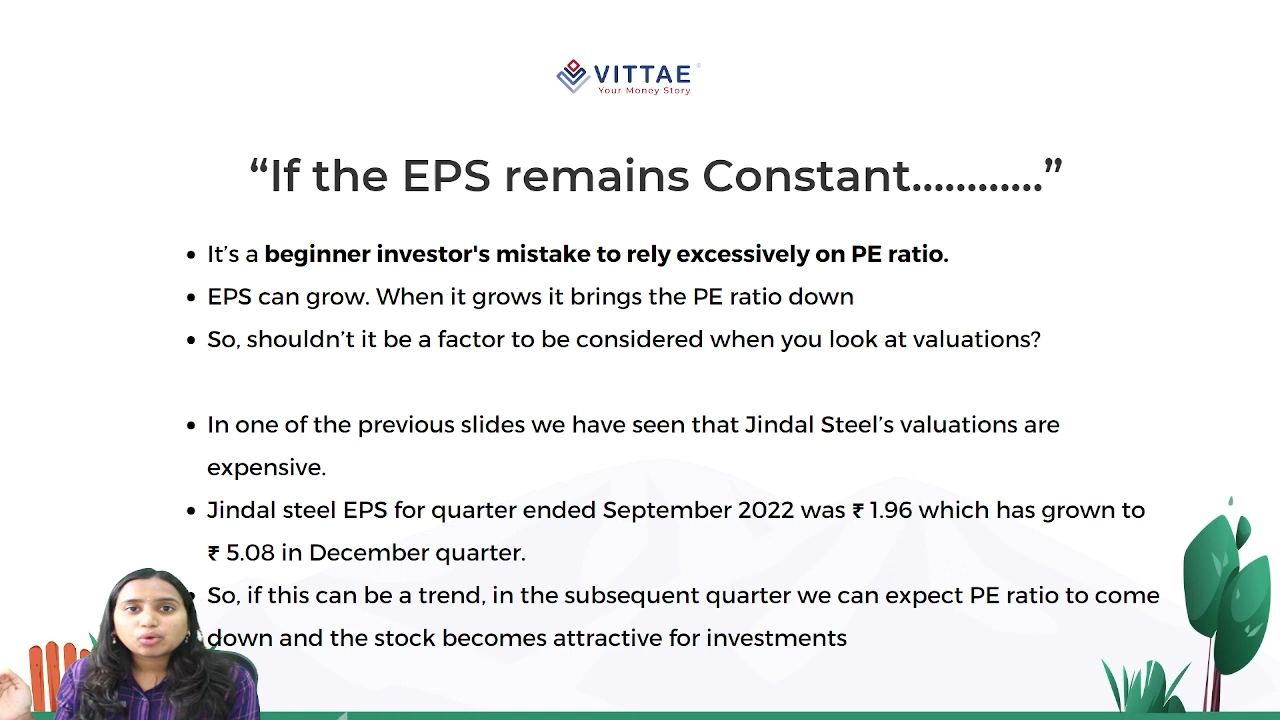 VITTAE
Your Money Story
“If the EPS remains Constant............”
• It’s a beginner investor's mistake to rely excessively on PE ratio.
• EPS can grow. When it grows it brings the PE ratio down
• So, shouldn’t it be a factor to be considered when you look at valuations?
• In one of the previous slides we have seen that Jindal Steel’s valuations are
expensive.
• Jindal steel EPS for quarter ended September 2022 was ₹ 1.96 which has grown to
₹ 5.08 in December quarter.
• So, if this can be a trend, in the subsequent quarter we can expect PE ratio to come
down and the stock becomes attractive for investments